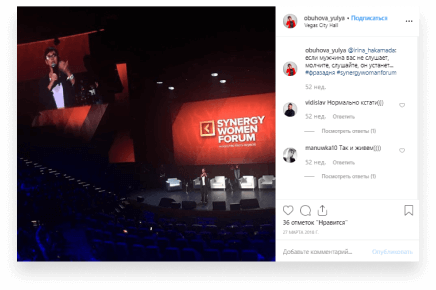 SYNERGY
WOMEN
FORUM
obuhova_yulya • Подписаться
Vegas City Hall
obuhova_yulya @irina_hakamada:
если мужчина вас не слушает,
молчите, слушайте, он устанет...
#фразадня #synergywomanforum
52 нед.
vidislav Нормально кстати)))
52 нед. Ответить
Посмотреть ответы (1)
manuwka10 Так и живем))))
52 нед. Ответить
Посмотреть ответы (1)
36 отметок "Нравится"
27 МАРТА 2018 Г.
Добавьте комментарий...
Опубликовать